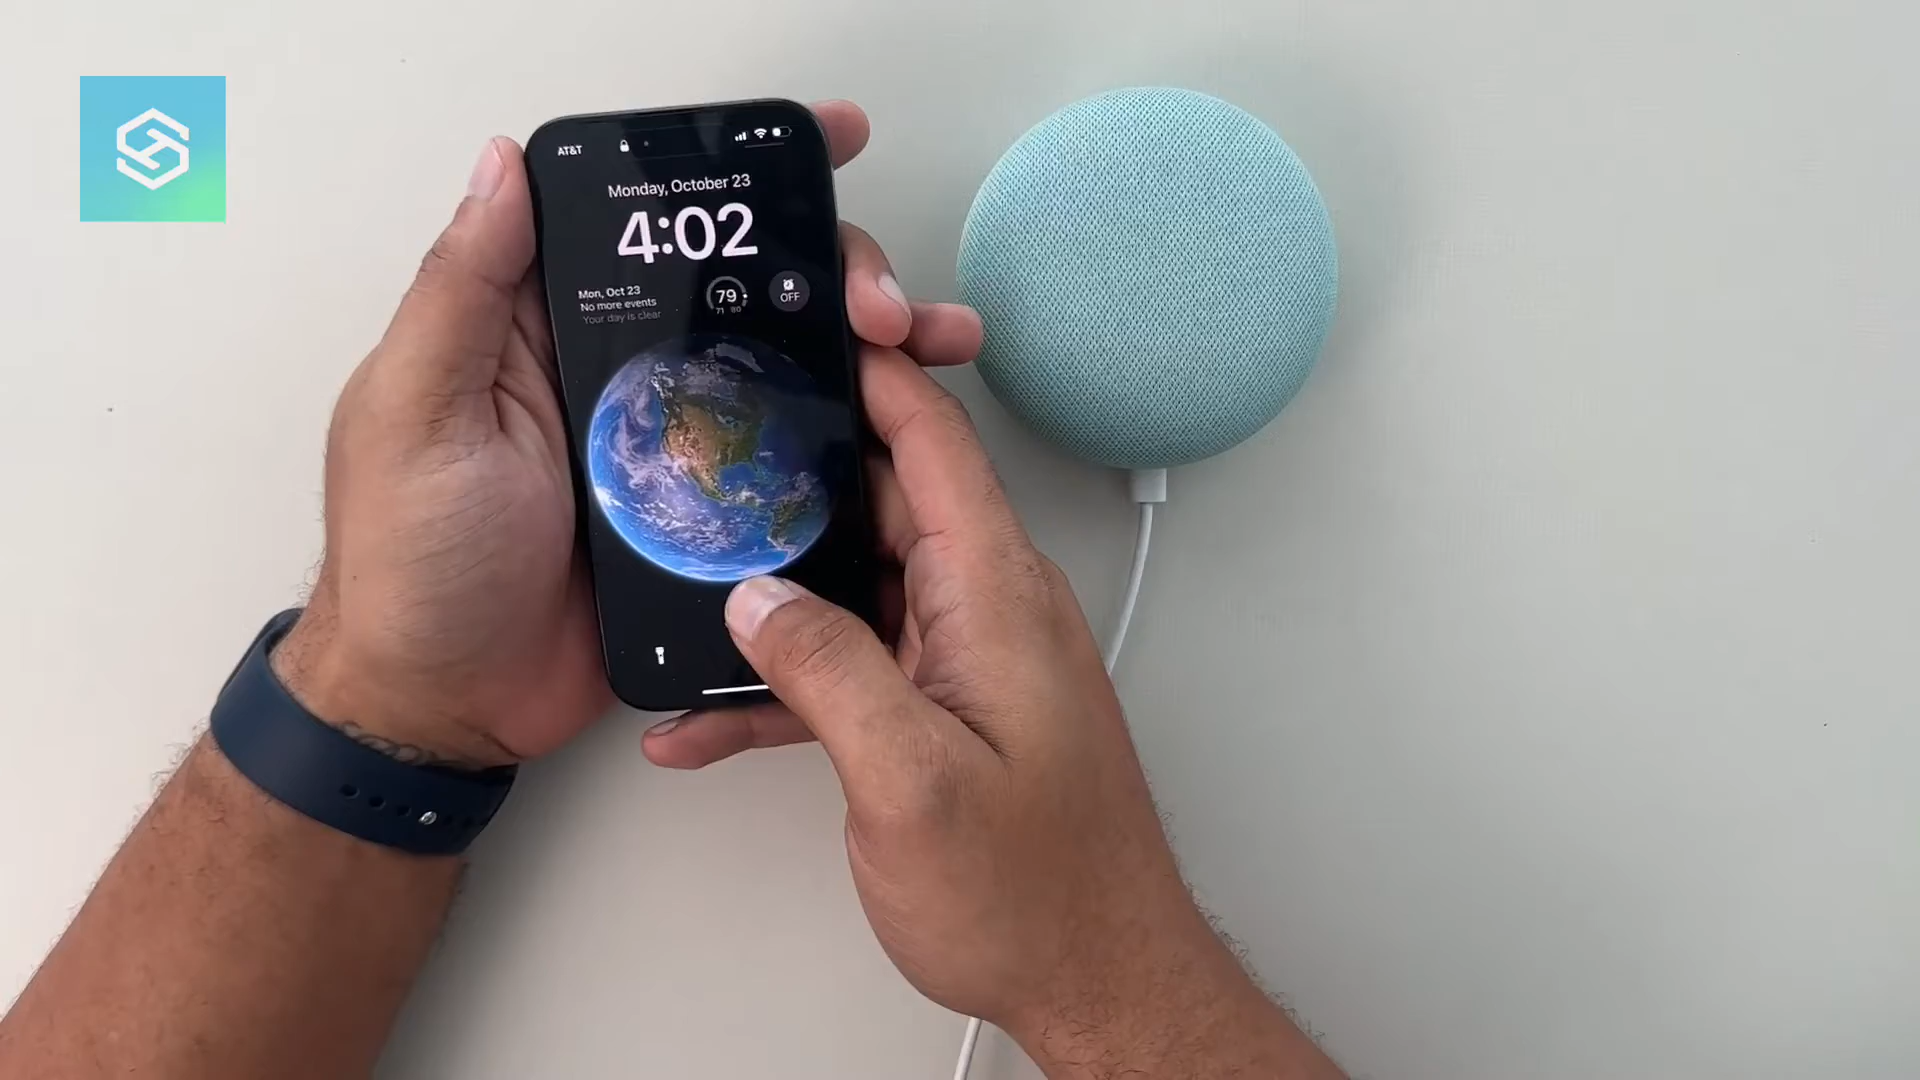 AT&T
Monday, October 23
4:02
Mon, Oct 23
No more events
Your day is clear
79
71 80
OFF